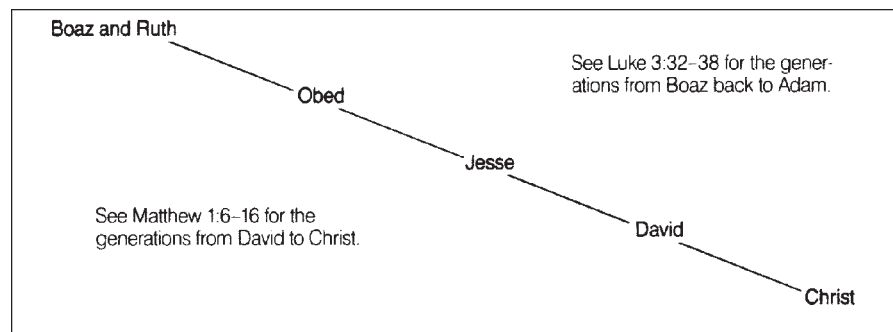 Boaz and Ruth
See Luke 3:32–38 for the gener-
ations from Boaz back to Adam.
Obed
Jesse
See Matthew 1:6–16 for the
generations from David to Christ.
David
Christ